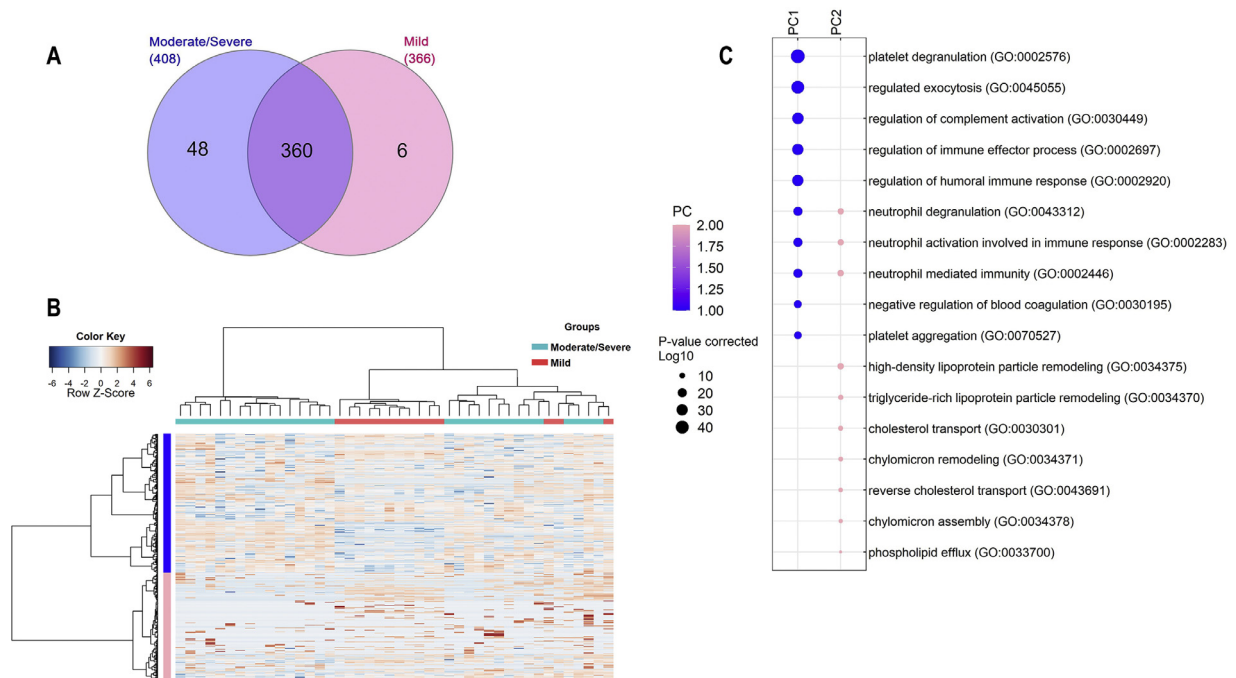 A
Moderate/Severe
(408)
Mild
(366)
48
360
6
B
Color Key
-6 -4 -2 0 2 4 6
Row Z-Score
Groups
Moderate/Severe
Mild
C
PC1
PC2
platelet degranulation (GO:0002576)
regulated exocytosis (GO:0045055)
regulation of complement activation (GO:0030449)
regulation of immune effector process (GO:0002697)
regulation of humoral immune response (GO:0002920)
neutrophil degranulation (GO:0043312)
neutrophil activation involved in immune response (GO:0002283)
neutrophil mediated immunity (GO:0002446)
negative regulation of blood coagulation (GO:0030195)
platelet aggregation (GO:0070527)
high-density lipoprotein particle remodeling (GO:0034375)
triglyceride-rich lipoprotein particle remodeling (GO:0034370)
cholesterol transport (GO:0030301)
chylomicron remodeling (GO:0034371)
reverse cholesterol transport (GO:0043691)
chylomicron assembly (GO:0034378)
phospholipid efflux (GO:0033700)
PC
2.00
1.75
1.50
1.25
1.00
P-value corrected
Log10
10
20
30
40